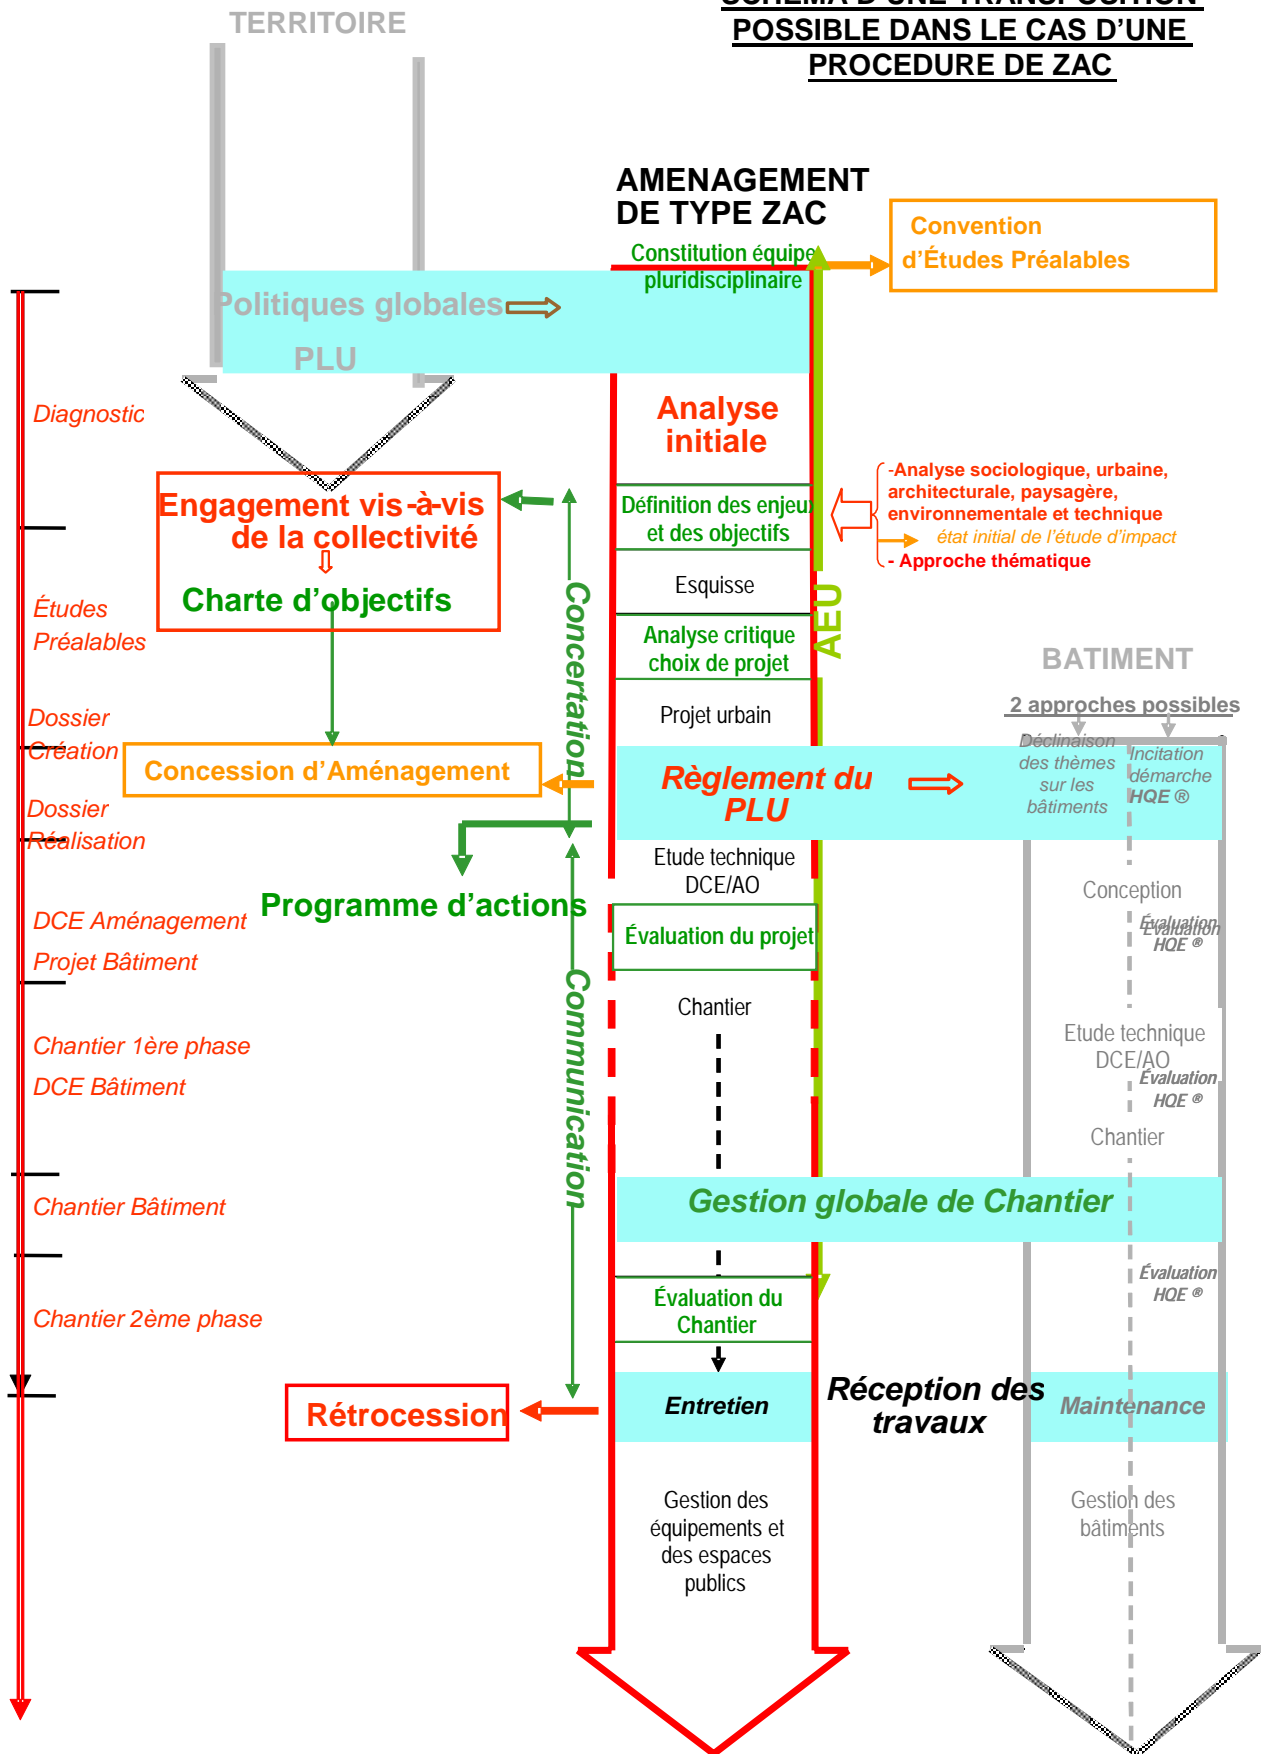 SCHEMA D'UNE TRANSPOSITION
POSSIBLE DANS LE CAS D'UNE
PROCEDURE DE ZAC
TERRITOIRE
AMENAGEMENT
DE TYPE ZAC
Constitution équipe
pluridisciplinaire
Convention
d'Études Préalables
Politiques globales
PLU
Diagnostic
Analyse
initiale
Engagement vis-à-vis
de la collectivité
Charte d'objectifs
Définition des enjeux
et des objectifs
-Analyse sociologique, urbaine,
architecturale, paysagère,
environnementale et technique
état initial de l'étude d'impact
- Approche thématique
Esquisse
AEU
Concertation
Études
Préalables
Analyse critique
choix de projet
BATIMENT
2 approches possibles
Projet urbain
Dossier
Création
Concession d'Aménagement
Règlement du
PLU
Déclinaison
des thèmes
sur les
bâtiments
Incitation
démarche
HQE ®
Dossier
Réalisation
Etude technique
DCE/AO
Programme d'actions
Conception
DCE Aménagement
Projet Bâtiment
Évaluation du projet
Évaluation
Évaluation
HQE ®
Communication
Chantier
Chantier 1ère phase
DCE Bâtiment
Etude technique
DCE/AO
Évaluation
HQE ®
Chantier
Chantier Bâtiment
Gestion globale de Chantier
Évaluation
HQE ®
Chantier 2ème phase
Évaluation du
Chantier
Rétrocession
Entretien
Réception des
travaux
Maintenance
Gestion des
équipements et
des espaces
publics
Gestion des
bâtiments